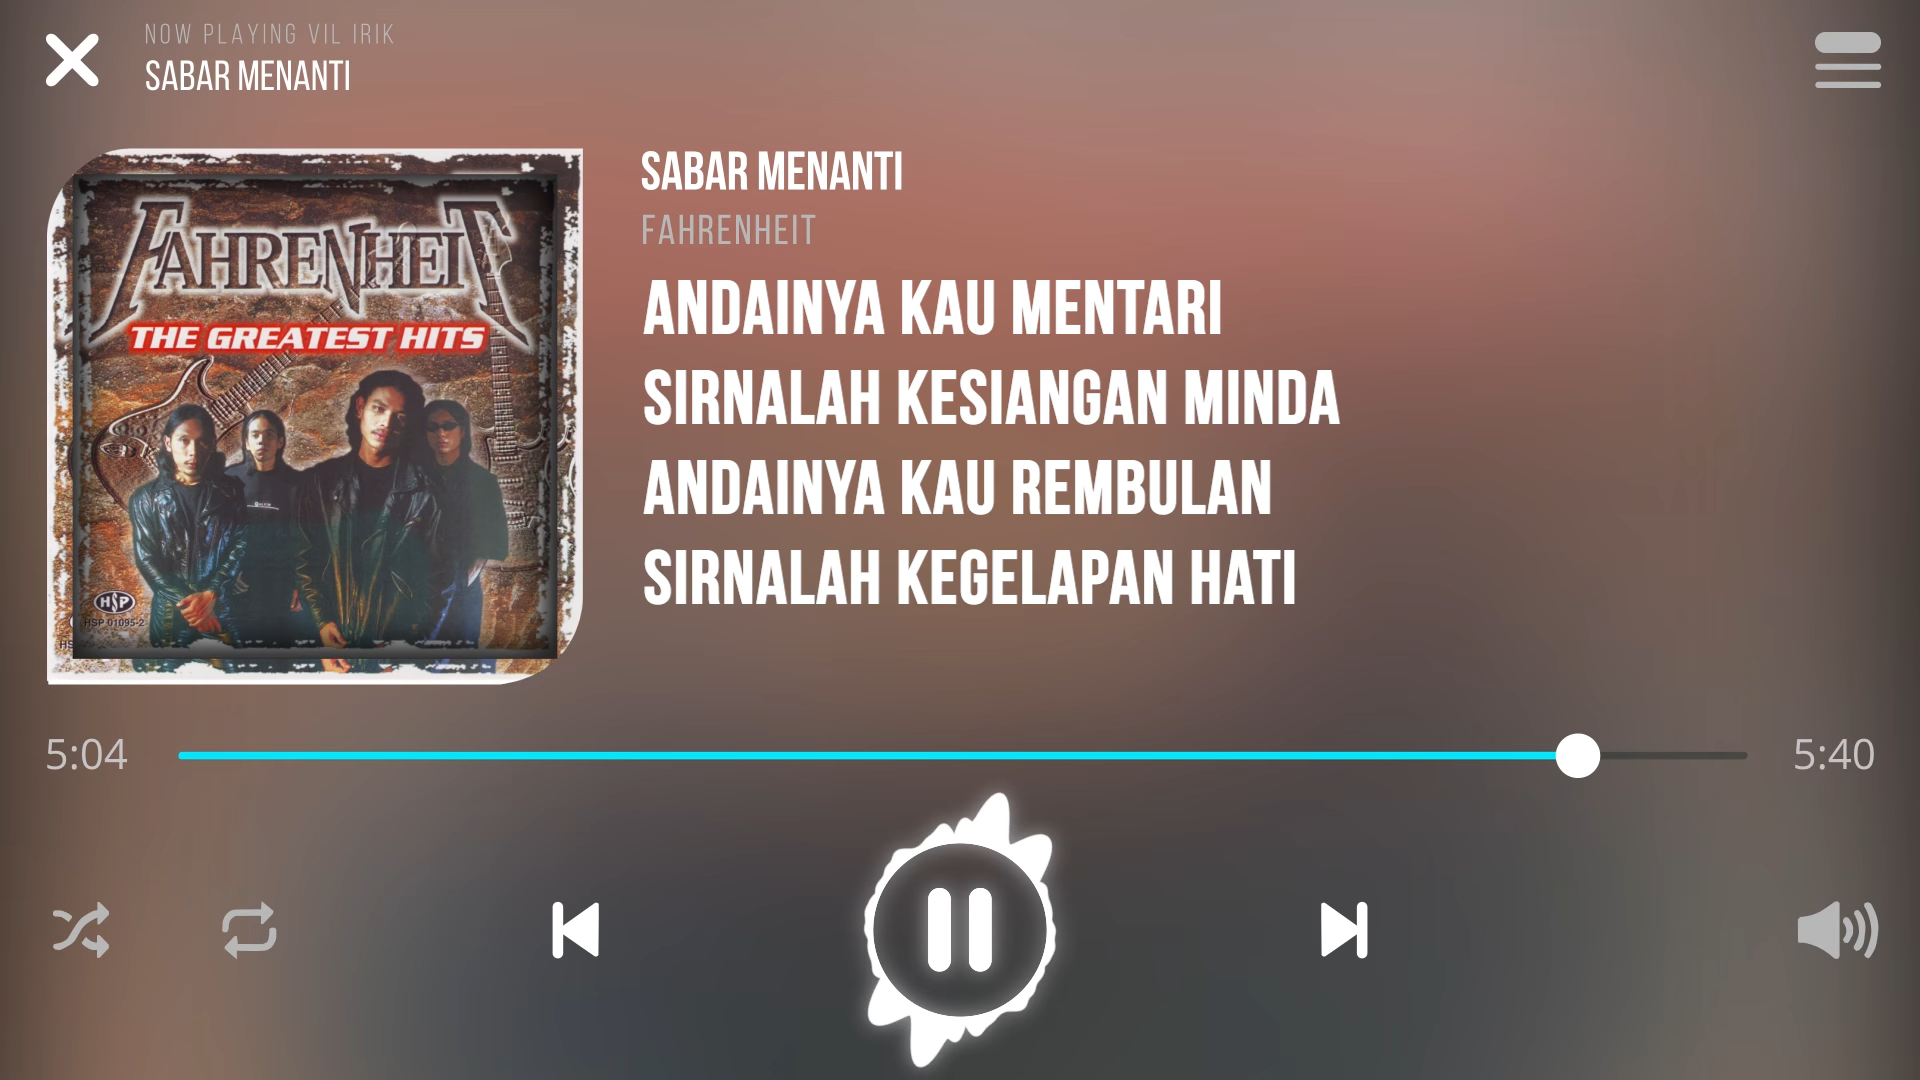 NOW PLAYING VIL IRIK
SABAR MENANTI
FAHRENHEIT
THE GREATEST HITS
HSP
HSP 01095-2
SABAR MENANTI
FAHRENHEIT
ANDAINYA KAU MENTARI
SIRNALAH KESIANGAN MINDA
ANDAINYA KAU REMBULAN
SIRNALAH KEGELAPAN HATI
5:04
5:40